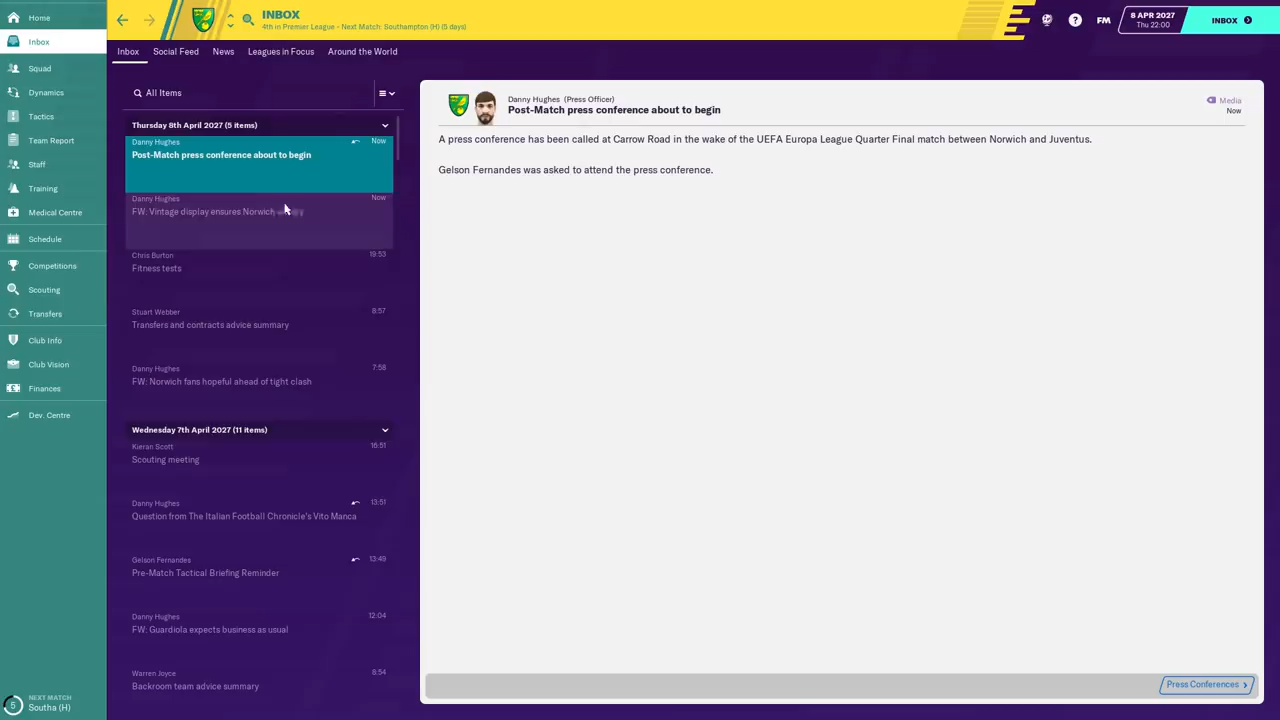 Home
Inbox
Squad
Dynamics
Tactics
Team Report
Staff
Training
Medical Centre
Schedule
Competitions
Scouting
Transfers
Club Info
Club Vision
Finances
Dev. Centre
5
NEXT MATCH
Southa (H)
INBOX
4th in Premier League - Next Match: Southampton (H) (5 days)
?
FM
8 APR 2027
Thu 22:00
INBOX
Inbox
Social Feed
News
Leagues in Focus
Around the World
All Items
Thursday 8th April 2027 (5 items)
Danny Hughes
Now
Post-Match press conference about to begin
Danny Hughes
Now
FW: Vintage display ensures Norwich
Chris Burton
19:53
Fitness tests
Stuart Webber
8:57
Transfers and contracts advice summary
Danny Hughes
7:58
FW: Norwich fans hopeful ahead of tight clash
Wednesday 7th April 2027 (11 items)
Kieran Scott
16:51
Scouting meeting
Danny Hughes
13:51
Question from The Italian Football Chronicle's Vito Manca
Gelson Fernandes
13:49
Pre-Match Tactical Briefing Reminder
Danny Hughes
12:04
FW: Guardiola expects business as usual
Warren Joyce
8:54
Backroom team advice summary
Danny Hughes (Press Officer)
Post-Match press conference about to begin
Media
Now
A press conference has been called at Carrow Road in the wake of the UEFA Europa League Quarter Final match between Norwich and Juventus.
Gelson Fernandes was asked to attend the press conference.
Press Conferences